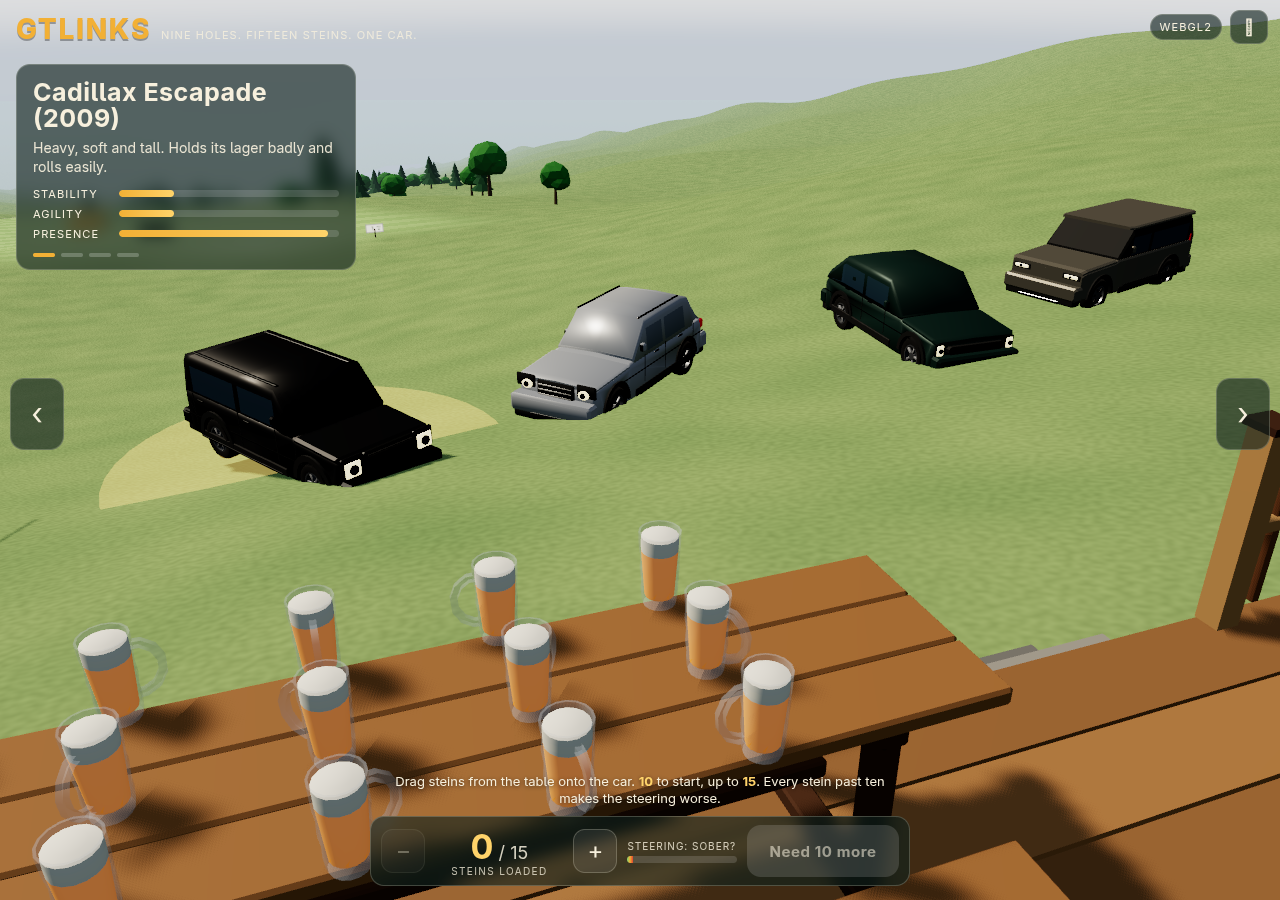 GTLINKS NINE HOLES. FIFTEEN STEINS. ONE CAR.
WEBGL2
Cadillax Escapade
(2009)
Heavy, soft and tall. Holds its lager badly and
rolls easily.
STABILITY
AGILITY
PRESENCE
‹
›
Drag steins from the table onto the car. 10 to start, up to 15. Every stein past ten
makes the steering worse.
−
0 / 15
STEINS LOADED
+
STEERING: SOBER?
Need 10 more